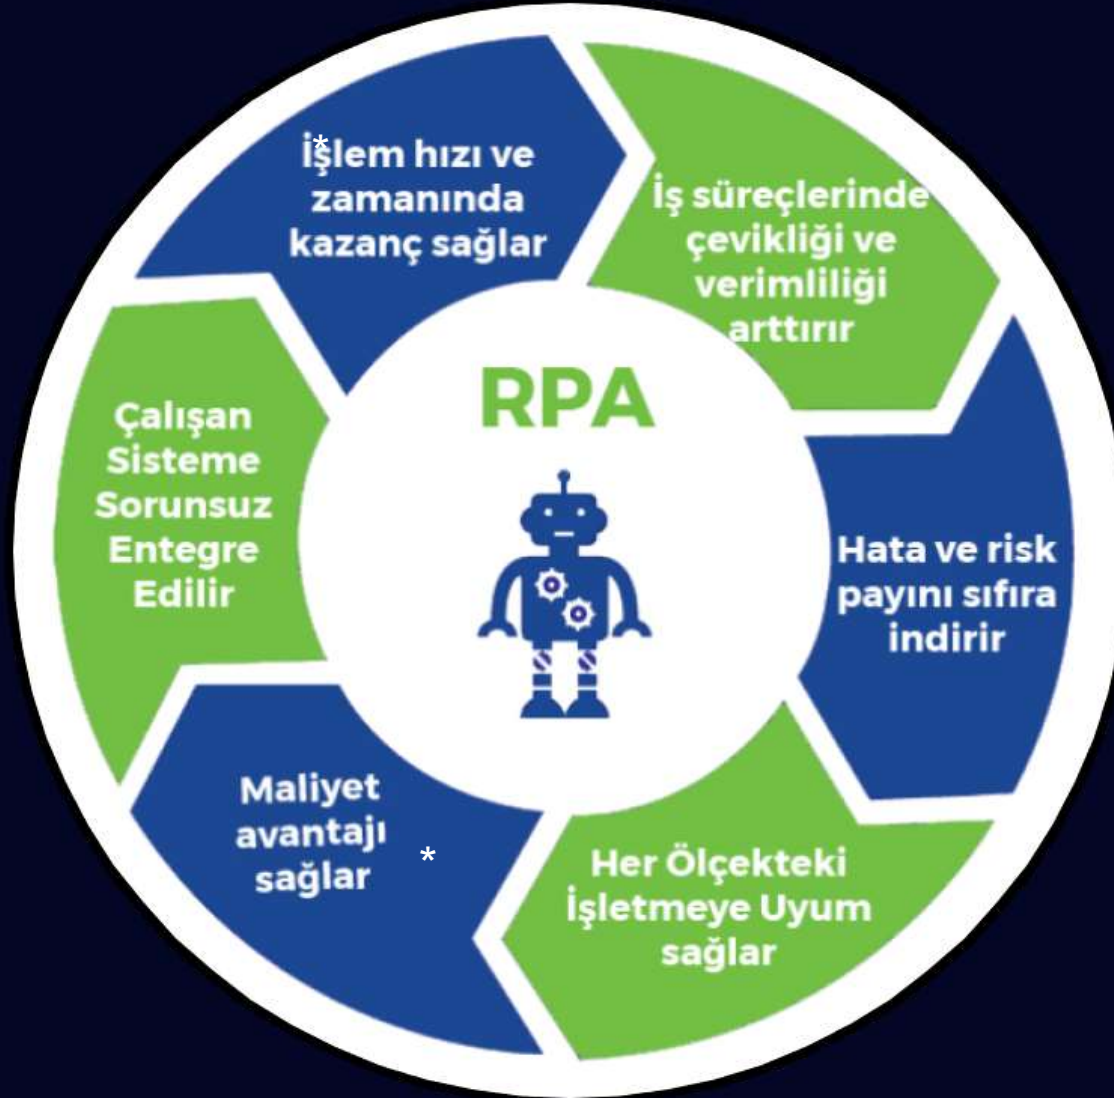 *
İşlem hızı ve
zamanında
kazanç sağlar
İş süreçlerinde
çevikliği ve
verimliliği
arttırır
RPA
Çalışan
Sisteme
Sorunsuz
Entegre
Edilir
Hata ve risk
payını sıfıra
indirir
Maliyet
avantajı
sağlar
*
Her Ölçekteki
İşletmeye Uyum
sağlar